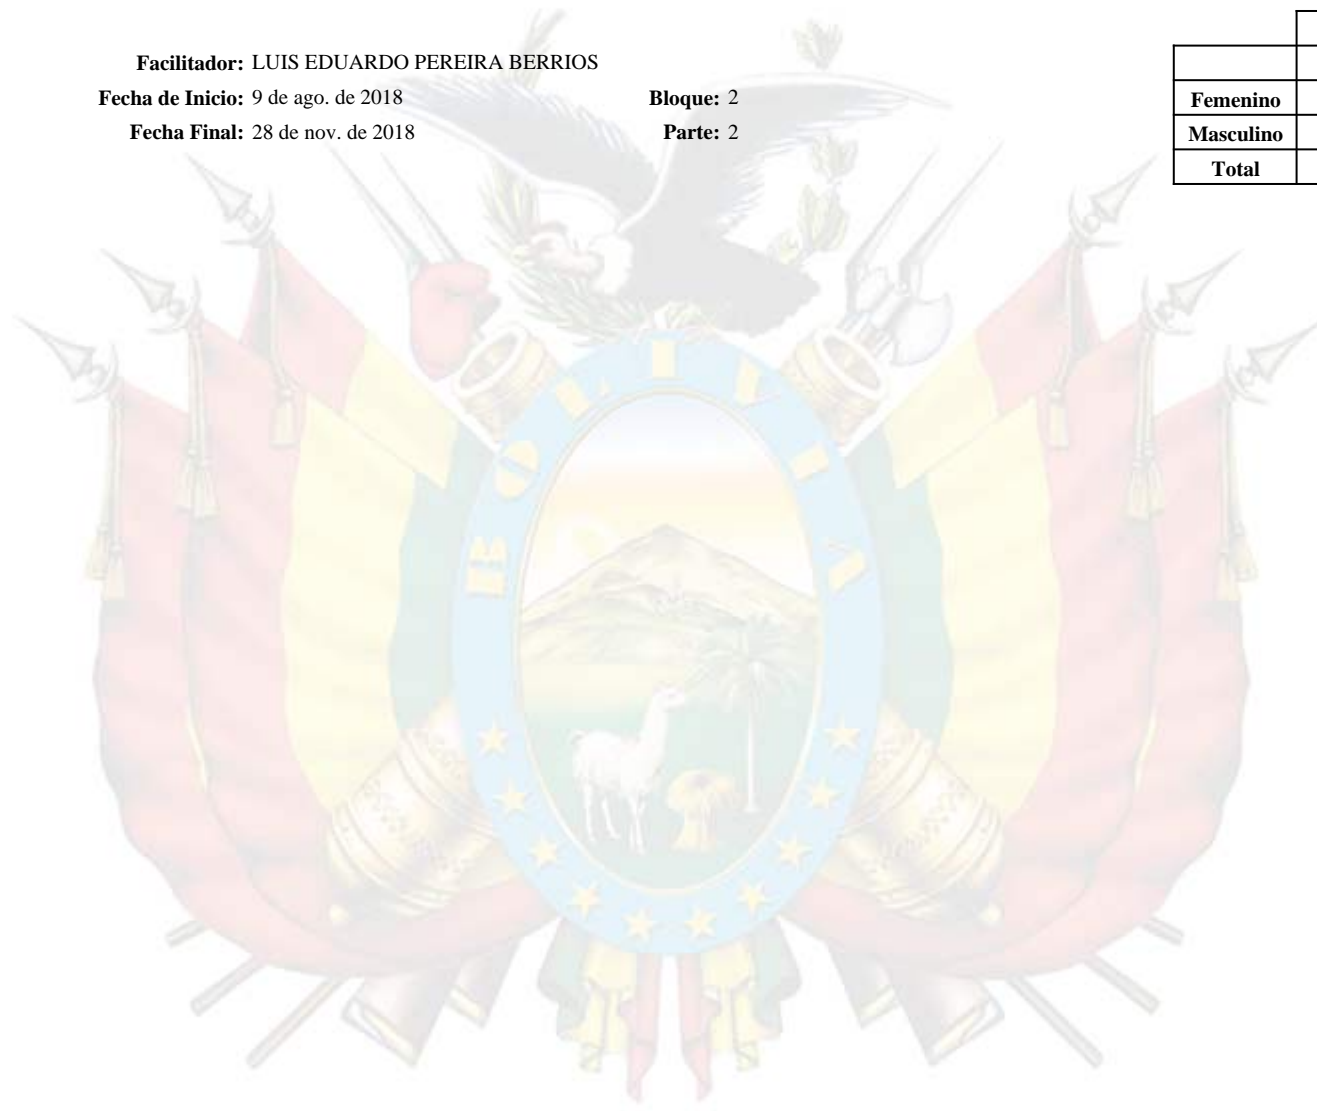 Facilitador: LUIS EDUARDO PEREIRA BERRIOS
Fecha de Inicio: 9 de ago. de 2018 Bloque: 2
Fecha Final: 28 de nov. de 2018 Parte: 2
Femenino
Masculino
Total
BOLIVIA